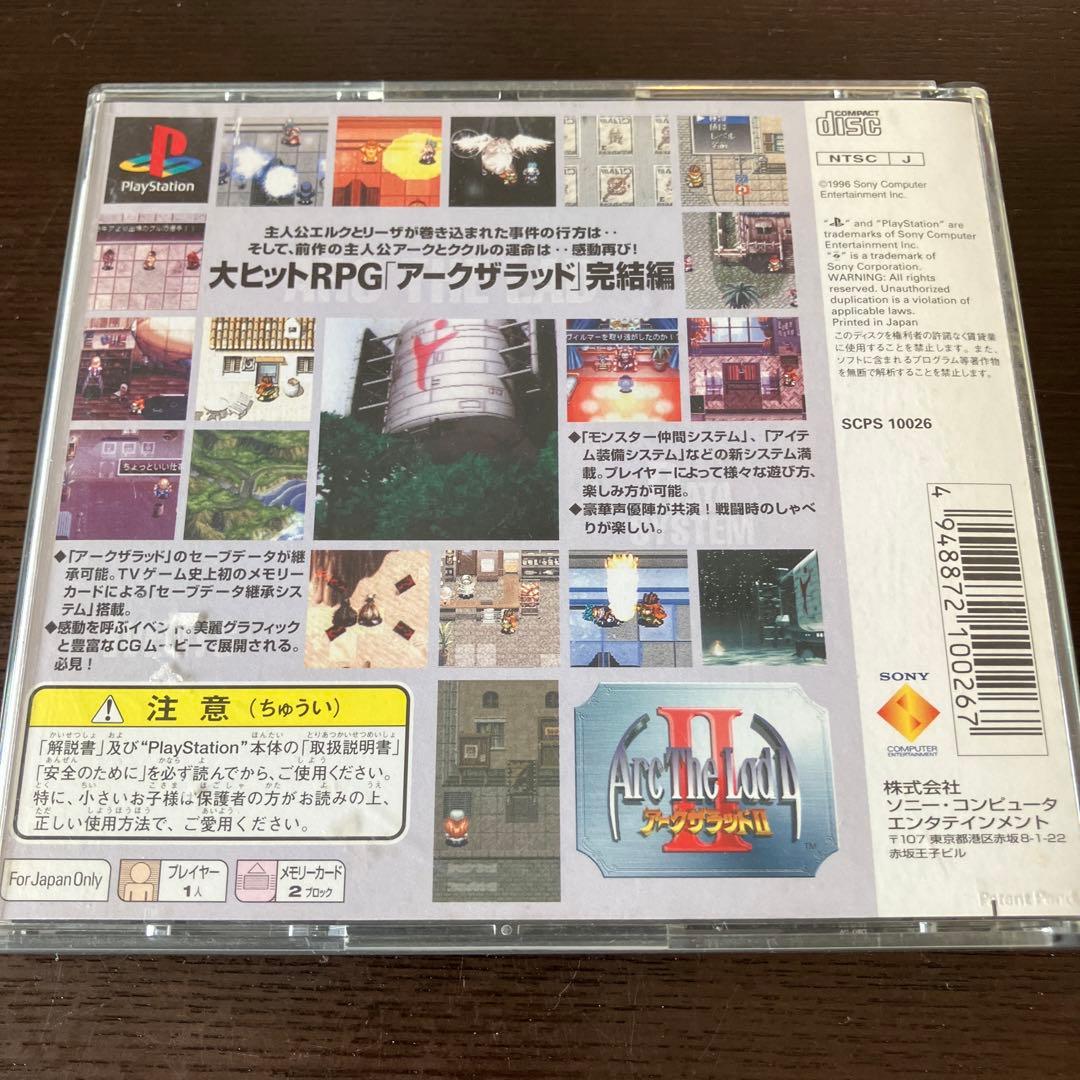 PlayStation
主人公エルクとリーザが巻き込まれた事件の行方は‥
そして、前作の主人公アークとククルの運命は‥感動再び!
大ヒットRPG「アークザラッド」完結編
ヴィルマーを取り逃がしたのか!
ちょっといい仕
◆「モンスター仲間システム」、「アイテ
ム装備システム」などの新システム満
載。プレイヤーによって様々な遊び方、
楽しみ方が可能。
◆豪華声優陣が共演!戦闘時のしゃべ
りが楽しい。
SYSTEM
◆「アークザラッド」のセーブデータが継
承可能。TVゲーム史上初のメモリー
カードによる「セーブデータ継承シス
テム」搭載。
◆感動を呼ぶイベント。美麗グラフィック
と豊富なCGムービーで展開される。
必見!
注意(ちゅうい)
「解説書」及び“PlayStation”本体の「取扱説明書」
「安全のために」を必ず読んでから、ご使用ください。
特に、小さいお子様は保護者の方がお読みの上、
正しい使用方法で、ご愛用ください。
For Japan Only
プレイヤー
1人
メモリーカード
2ブロック
Arc The Lad II
アークザラッドII
TM
COMPACT
disc
NTSC J
©1996 Sony Computer
Entertainment Inc.
" " and "PlayStation" are
trademarks of Sony Computer
Entertainment Inc.
" " is a trademark of
Sony Corporation.
WARNING: All rights
reserved. Unauthorized
duplication is a violation of
applicable laws.
Printed in Japan
このディスクを権利者の許諾なく賃貸業
に使用することを禁止します。また、
ソフトに含まれるプログラム等著作物
を無断で解析することを禁止します。
SCPS 10026
4 948872 100267
SONY
COMPUTER
ENTERTAINMENT
株式会社
ソニー・コンピュータ
エンタテインメント
〒107 東京都港区赤坂8-1-22
赤坂王子ビル